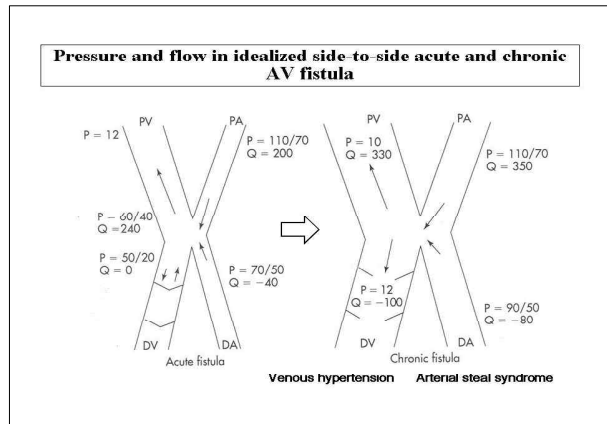 Pressure and flow in idealized side-to-side acute and chronic
AV fistula
PV
PA
P = 12
P = 110/70
Q = 200
P - 60/40
Q = 240
P = 50/20
Q = 0
P = 70/50
Q = -40
DV
DA
Acute fistula
PV
PA
P = 10
Q = 330
P = 110/70
Q = 350
P = 12
Q = -100
P = 90/50
Q = -80
DV
DA
Chronic fistula
Venous hypertension
Arterial steal syndrome